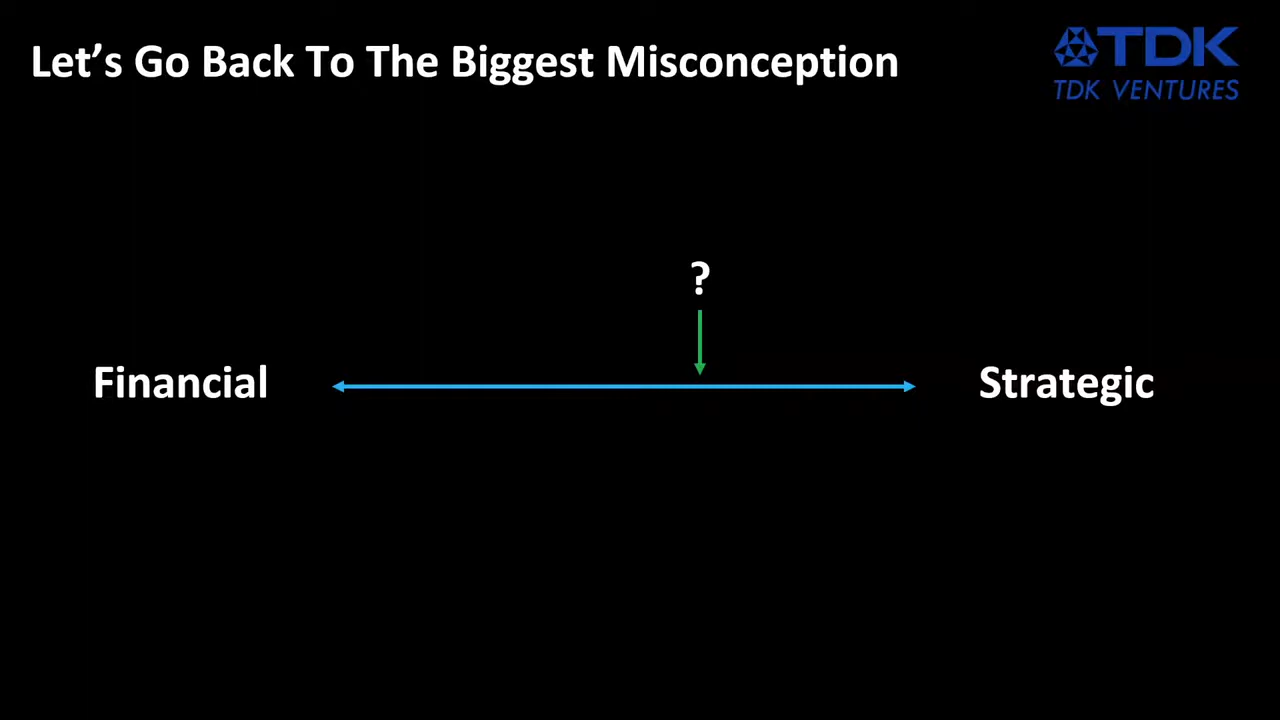 Let’s Go Back To The Biggest Misconception
TDK
TDK VENTURES
?
Financial
Strategic